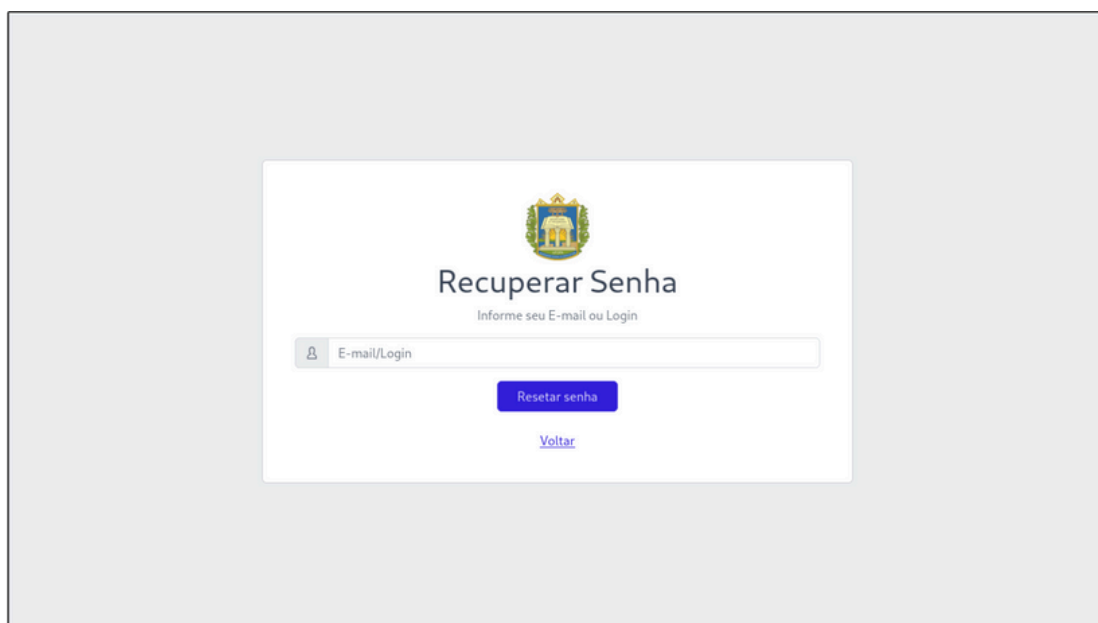 Recuperar Senha
Informe seu E-mail ou Login
E-mail/Login
Resetar senha
Voltar